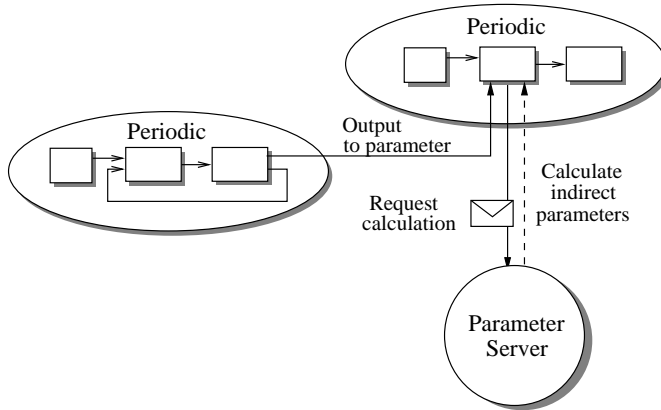 Periodic
Periodic
Output
to parameter
Request
calculation
Calculate
indirect
parameters
Parameter
Server